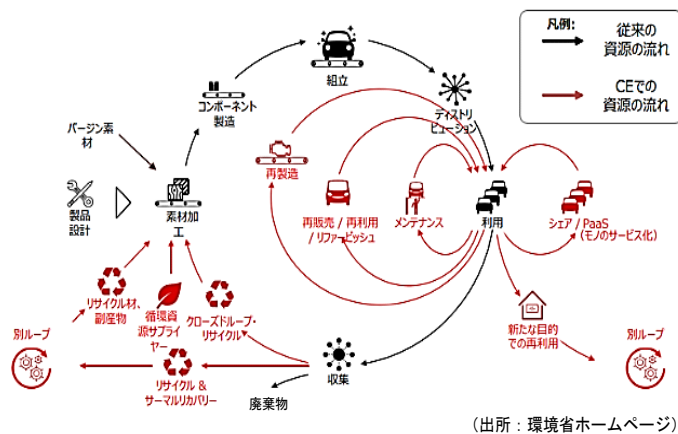 凡例：
従来の
資源の流れ
CEでの
資源の流れ
組立
コンポーネント
製造
ディストリ
ビューション
バージン素
材
製品
設計
素材加
工
再製造
再販売 / 再利用
/ リファービッシュ
メンテナンス
利用
シェア / PaaS
（モノのサービス化）
リサイクル材、
副産物
循環資
源サプライ
ヤー
クローズドループ・
リサイクル
新たな目的
での再利用
別ループ
別ループ
リサイクル &
サーマルリカバリー
収集
廃棄物
（出所：環境省ホームページ）